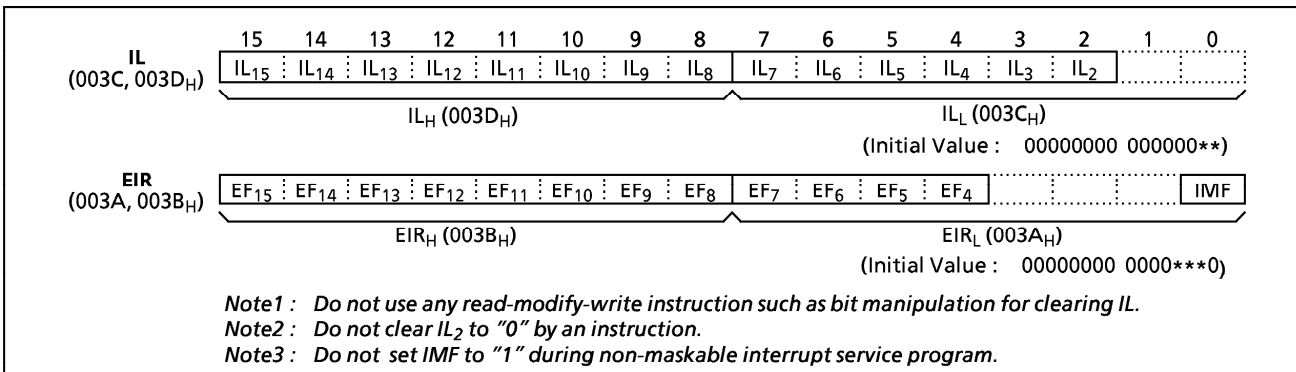 15 14 13 12 11 10 9 8 7 6 5 4 3 2 1 0
IL
(003C, 003DH)
IL15 IL14 IL13 IL12 IL11 IL10 IL9 IL8 IL7 IL6 IL5 IL4 IL3 IL2
ILH (003DH) ILL (003CH)
(Initial Value : 00000000 000000**)
EIR
(003A, 003BH)
EF15 EF14 EF13 EF12 EF11 EF10 EF9 EF8 EF7 EF6 EF5 EF4 IMF
EIRH (003BH) EIRL (003AH)
(Initial Value : 00000000 0000***0)
Note1 : Do not use any read-modify-write instruction such as bit manipulation for clearing IL.
Note2 : Do not clear IL2 to "0" by an instruction.
Note3 : Do not set IMF to "1" during non-maskable interrupt service program.